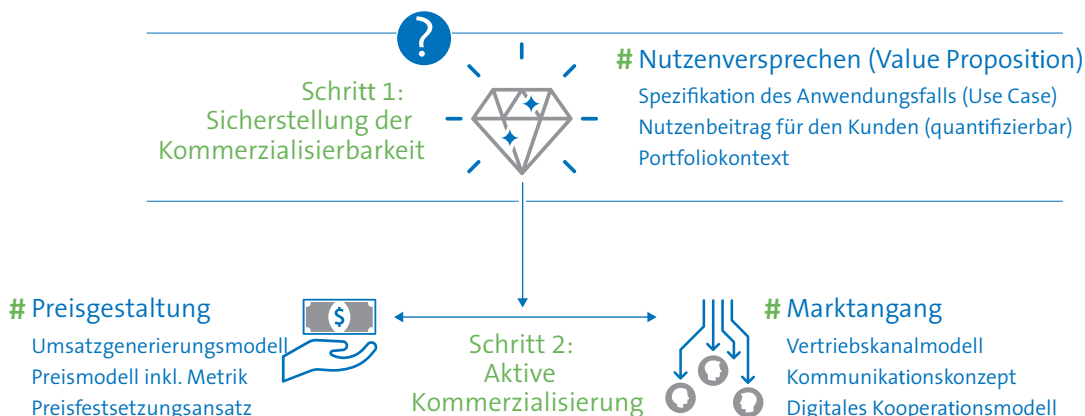 ?
Schritt 1:
Sicherstellung der
Kommerzialisierbarkeit
# Nutzenversprechen (Value Proposition)
Spezifikation des Anwendungsfalls (Use Case)
Nutzenbeitrag für den Kunden (quantifizierbar)
Portfoliokontext
# Preisgestaltung
Umsatzgenerierungsmodell
Preismodell inkl. Metrik
Preisfestsetzungsansatz
$
Schritt 2:
Aktive
Kommerzialisierung
# Marktangang
Vertriebskanalmodell
Kommunikationskonzept
Digitales Kooperationsmodell